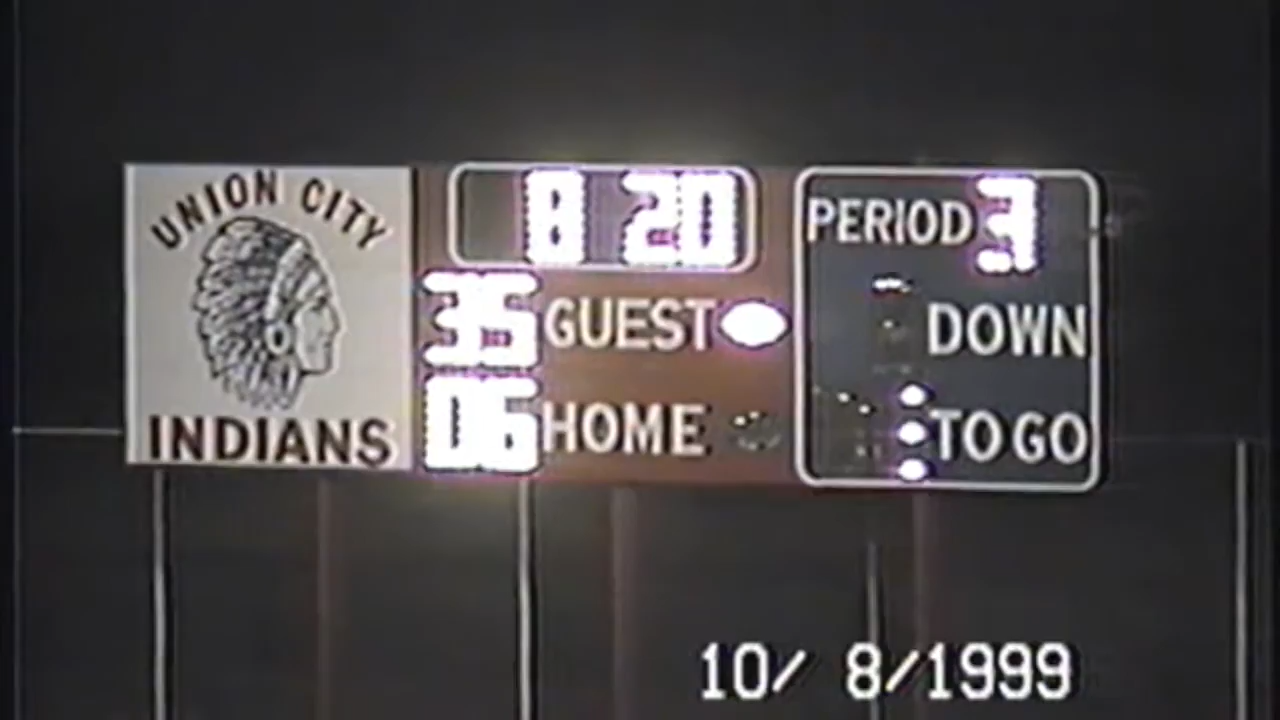 UNION CITY
INDIANS
8 20
35 GUEST
06 HOME
PERIOD 3
DOWN
TO GO
10/ 8/1999